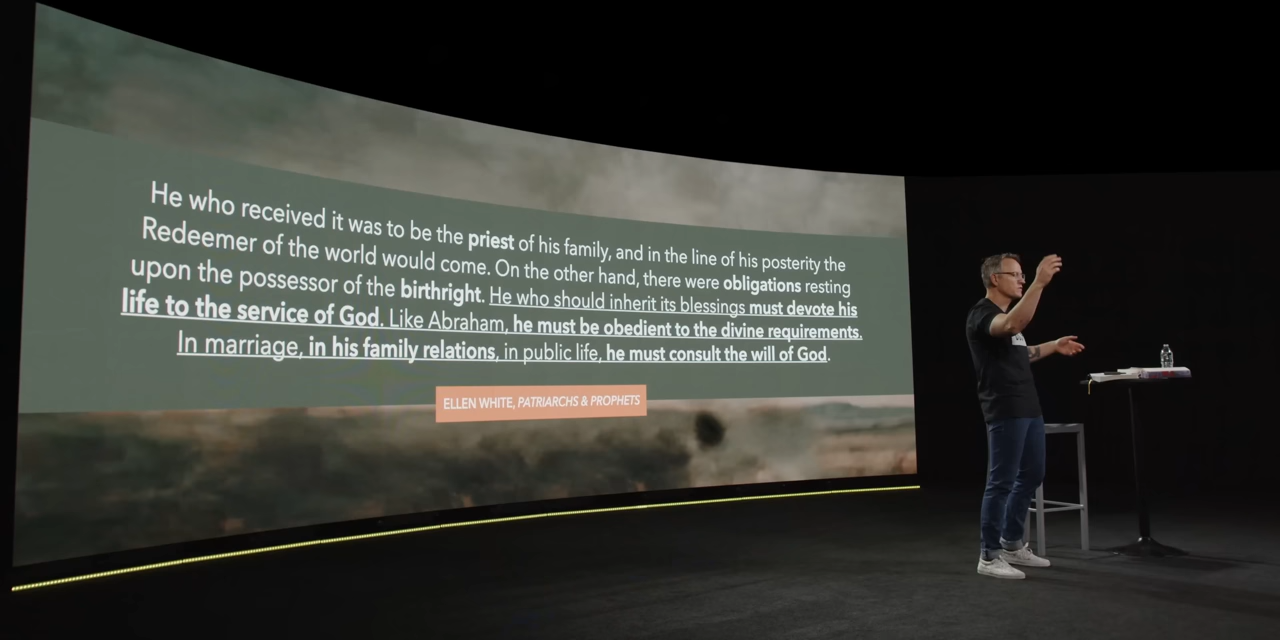 He who received it was to be the priest of his family, and in the line of his posterity the
Redeemer of the world would come. On the other hand, there were obligations resting
upon the possessor of the birthright. He who should inherit its blessings must devote his
life to the service of God. Like Abraham, he must be obedient to the divine requirements.
In marriage, in his family relations, in public life, he must consult the will of God.
ELLEN WHITE, PATRIARCHS & PROPHETS